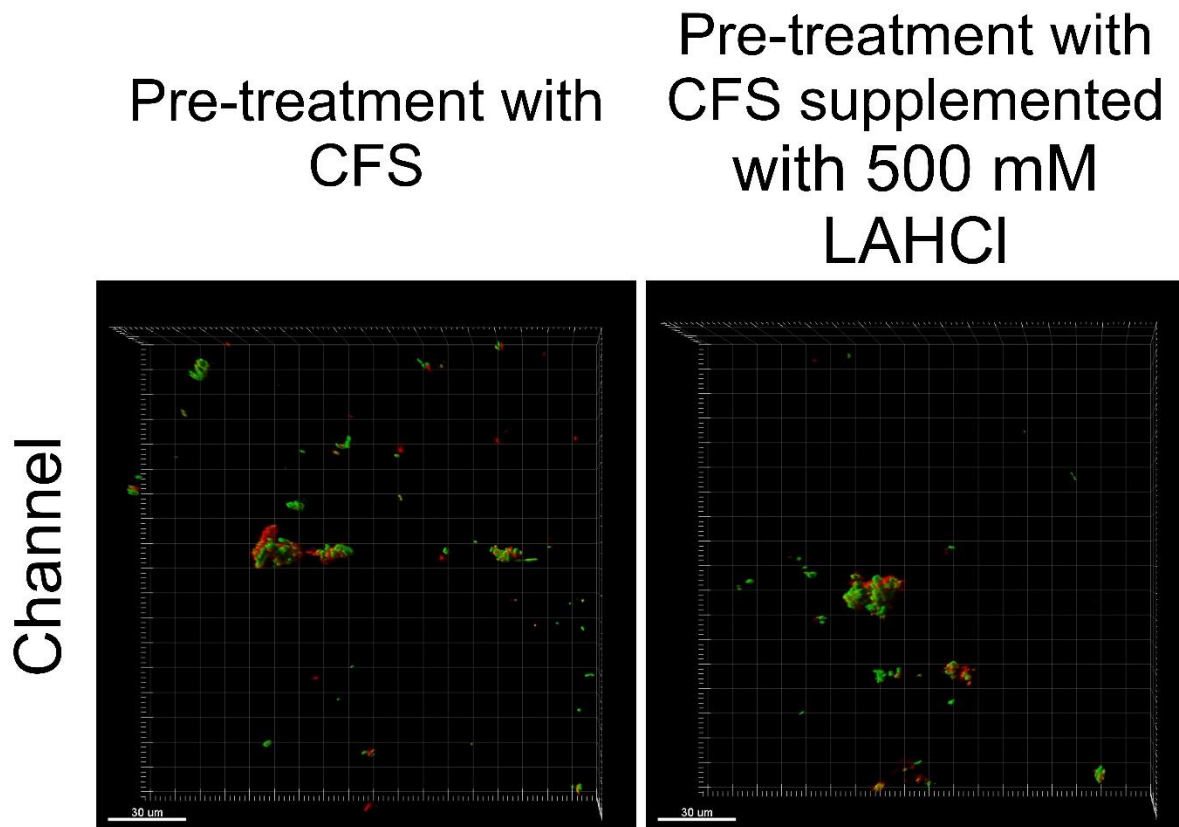 Pre-treatment with
CFS
Pre-treatment with
CFS supplemented
with 500 mM
LAHCl
Channel
30 um
30 um